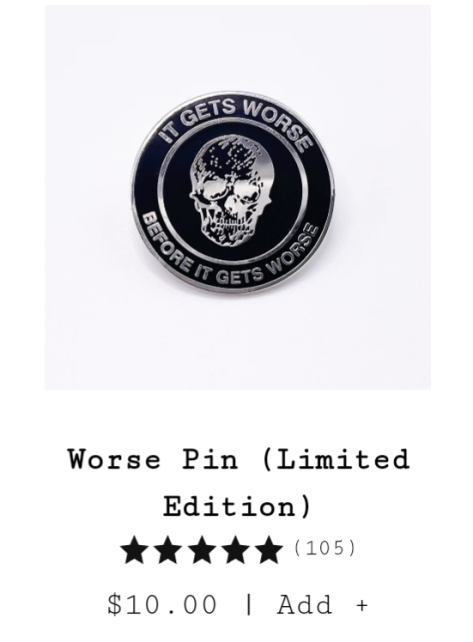 IT GETS WORSE
BEFORE IT GETS WORSE
Worse Pin (Limited
Edition)
(105)
$10.00 | Add +